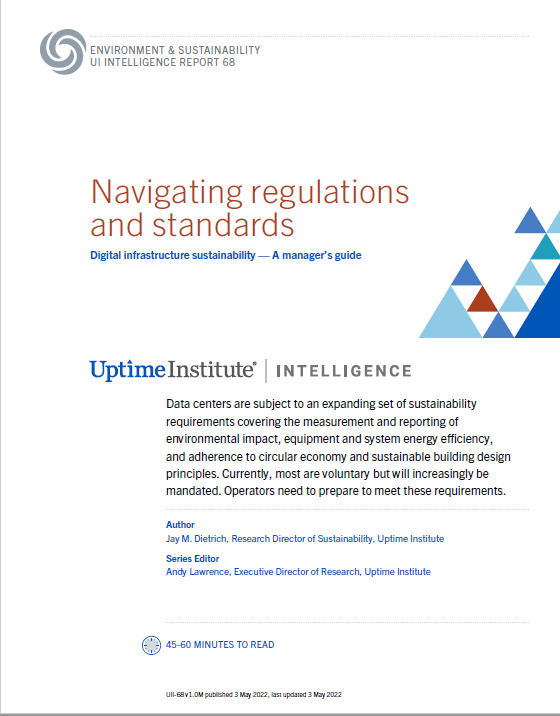 ENVIRONMENT & SUSTAINABILITY
UI INTELLIGENCE REPORT 68
Navigating regulations
and standards
Digital infrastructure sustainability — A manager's guide
UptimeInstitute® | INTELLIGENCE
Data centers are subject to an expanding set of sustainability
requirements covering the measurement and reporting of
environmental impact, equipment and system energy efficiency,
and adherence to circular economy and sustainable building design
principles. Currently, most are voluntary but will increasingly be
mandated. Operators need to prepare to meet these requirements.
Author
Jay M. Dietrich, Research Director of Sustainability, Uptime Institute
Series Editor
Andy Lawrence, Executive Director of Research, Uptime Institute
45-60 MINUTES TO READ
UII-68 v1.0M published 3 May 2022, last updated 3 May 2022